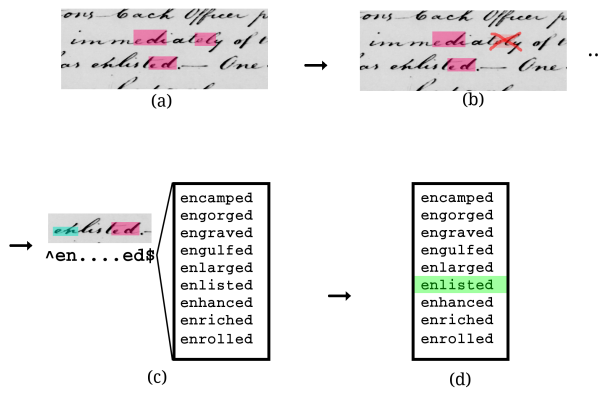 ons — Each Officer p
immediately of t
as enlisted. — One
(a)
ons — Each Officer p
immediately of t
as enlisted. — One
(b)
..
enlisted. —
^en....ed$
encamped
engorged
engraved
engulfed
enlarged
enlisted
enhanced
enriched
enrolled
(c)
encamped
engorged
engraved
engulfed
enlarged
enlisted
enhanced
enriched
enrolled
(d)